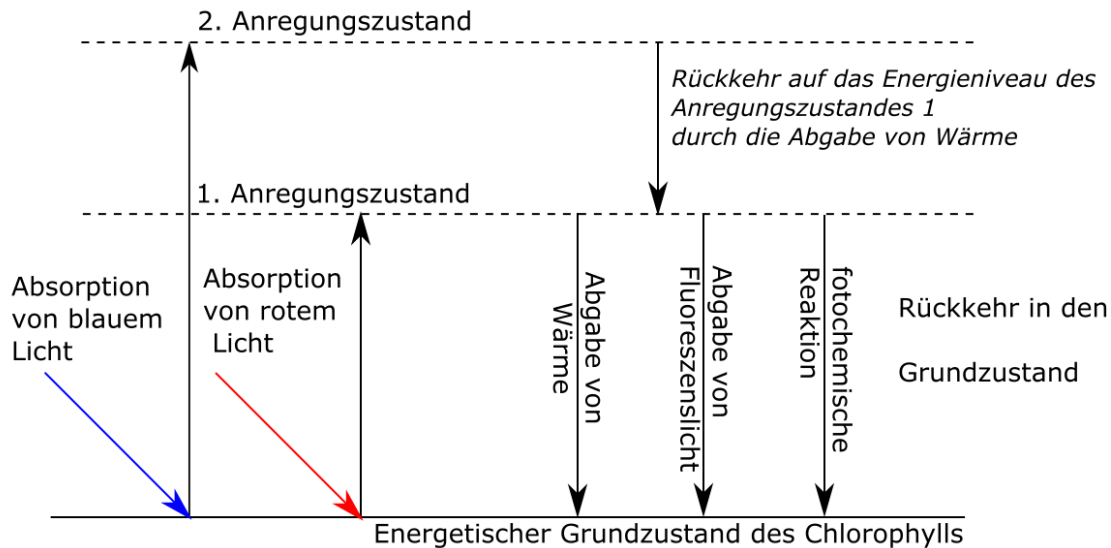 2. Anregungszustand
Rückkehr auf das Energieniveau des
Anregungszustandes 1
durch die Abgabe von Wärme
1. Anregungszustand
Absorption
von blauem
Licht
Absorption
von rotem
Licht
Abgabe von
Wärme
Abgabe von
Fluoreszenslicht
fotochemische
Reaktion
Rückkehr in den
Grundzustand
Energetischer Grundzustand des Chlorophylls